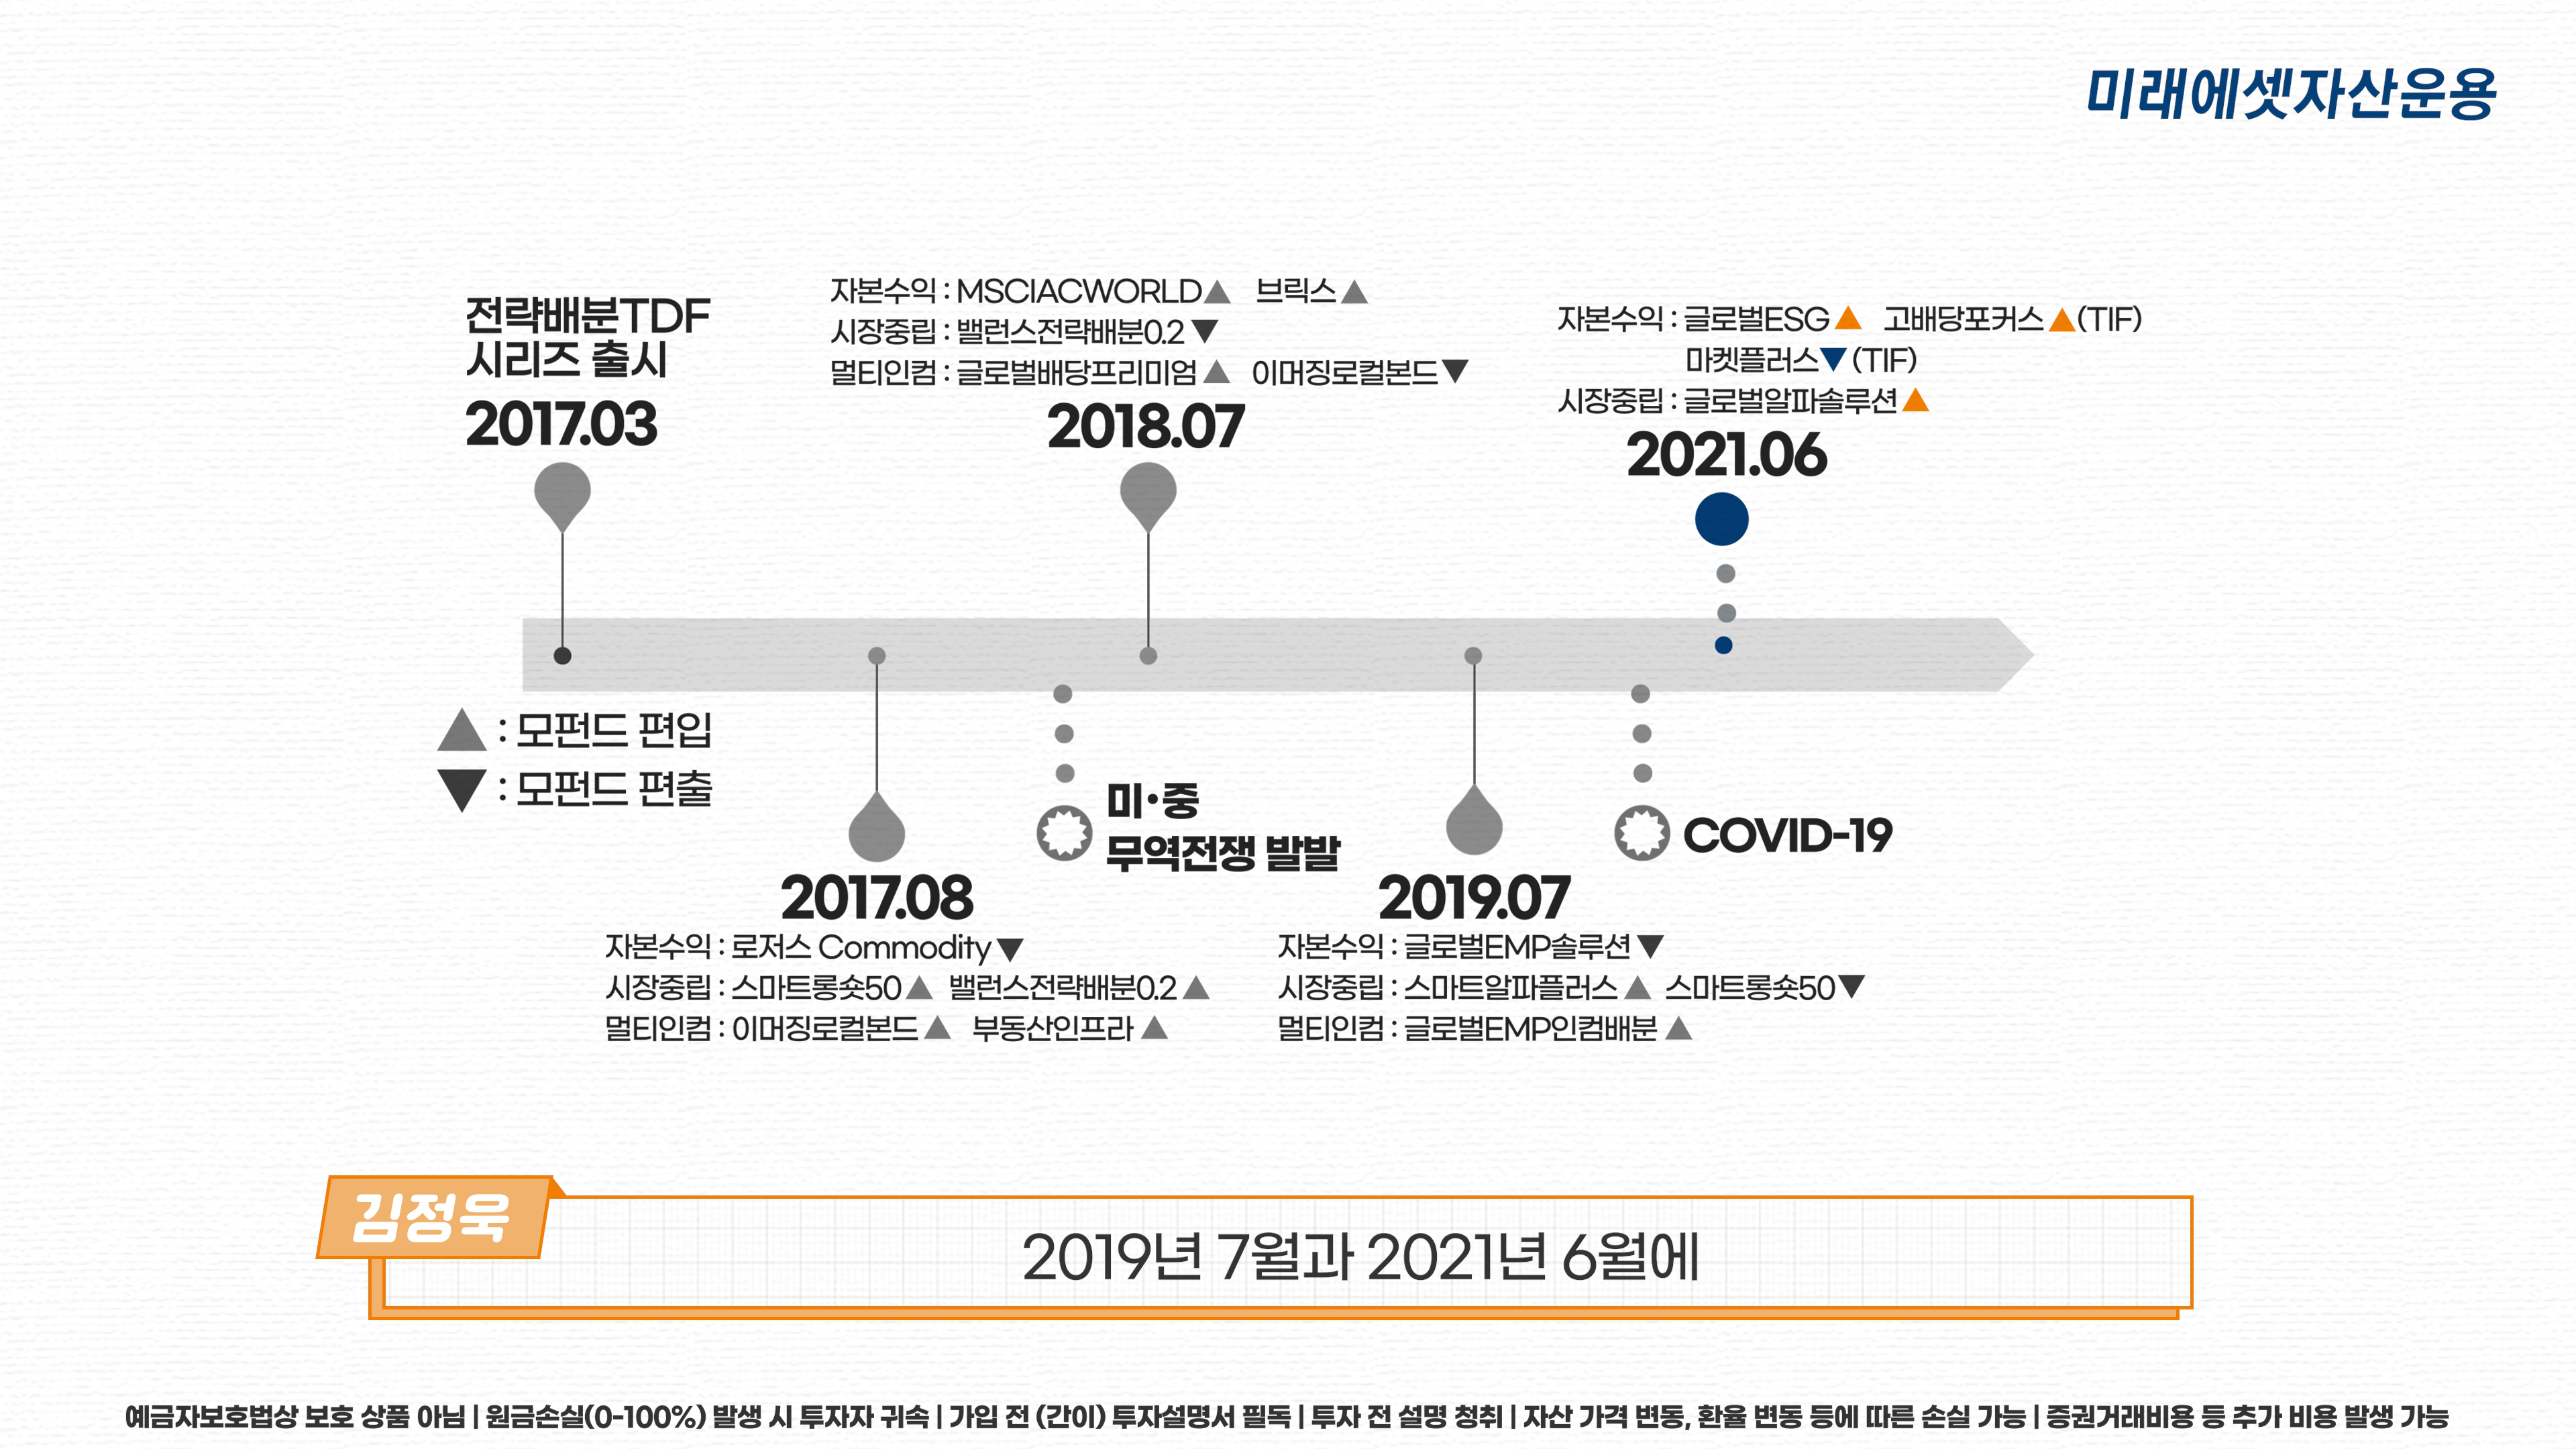 미래에셋자산운용
전략배분TDF
시리즈 출시
2017.03
자본수익 : MSCIACWORLD▲ 브릭스▲
시장중립 : 밸런스전략배분0.2▼
멀티인컴 : 글로벌배당프리미엄▲ 이머징로컬본드▼
2018.07
자본수익 : 글로벌ESG▲ 고배당포커스▲(TIF)
마켓플러스▼(TIF)
시장중립 : 글로벌알파솔루션▲
2021.06
▲ : 모펀드 편입
▼ : 모펀드 편출
2017.08
자본수익 : 로저스 Commodity▼
시장중립 : 스마트롱숏50▲ 밸런스전략배분0.2▲
멀티인컴 : 이머징로컬본드▲ 부동산인프라▲
미·중
무역전쟁 발발
2019.07
자본수익 : 글로벌EMP솔루션▼
시장중립 : 스마트알파플러스▲ 스마트롱숏50▼
멀티인컴 : 글로벌EMP인컴배분▲
COVID-19
김정욱
2019년 7월과 2021년 6월에
예금자보호법상 보호 상품 아님 | 원금손실(0-100%) 발생 시 투자자 귀속 | 가입 전 (간이) 투자설명서 필독 | 투자 전 설명 청취 | 자산 가격 변동, 환율 변동 등에 따른 손실 가능 | 증권거래비용 등 추가 비용 발생 가능